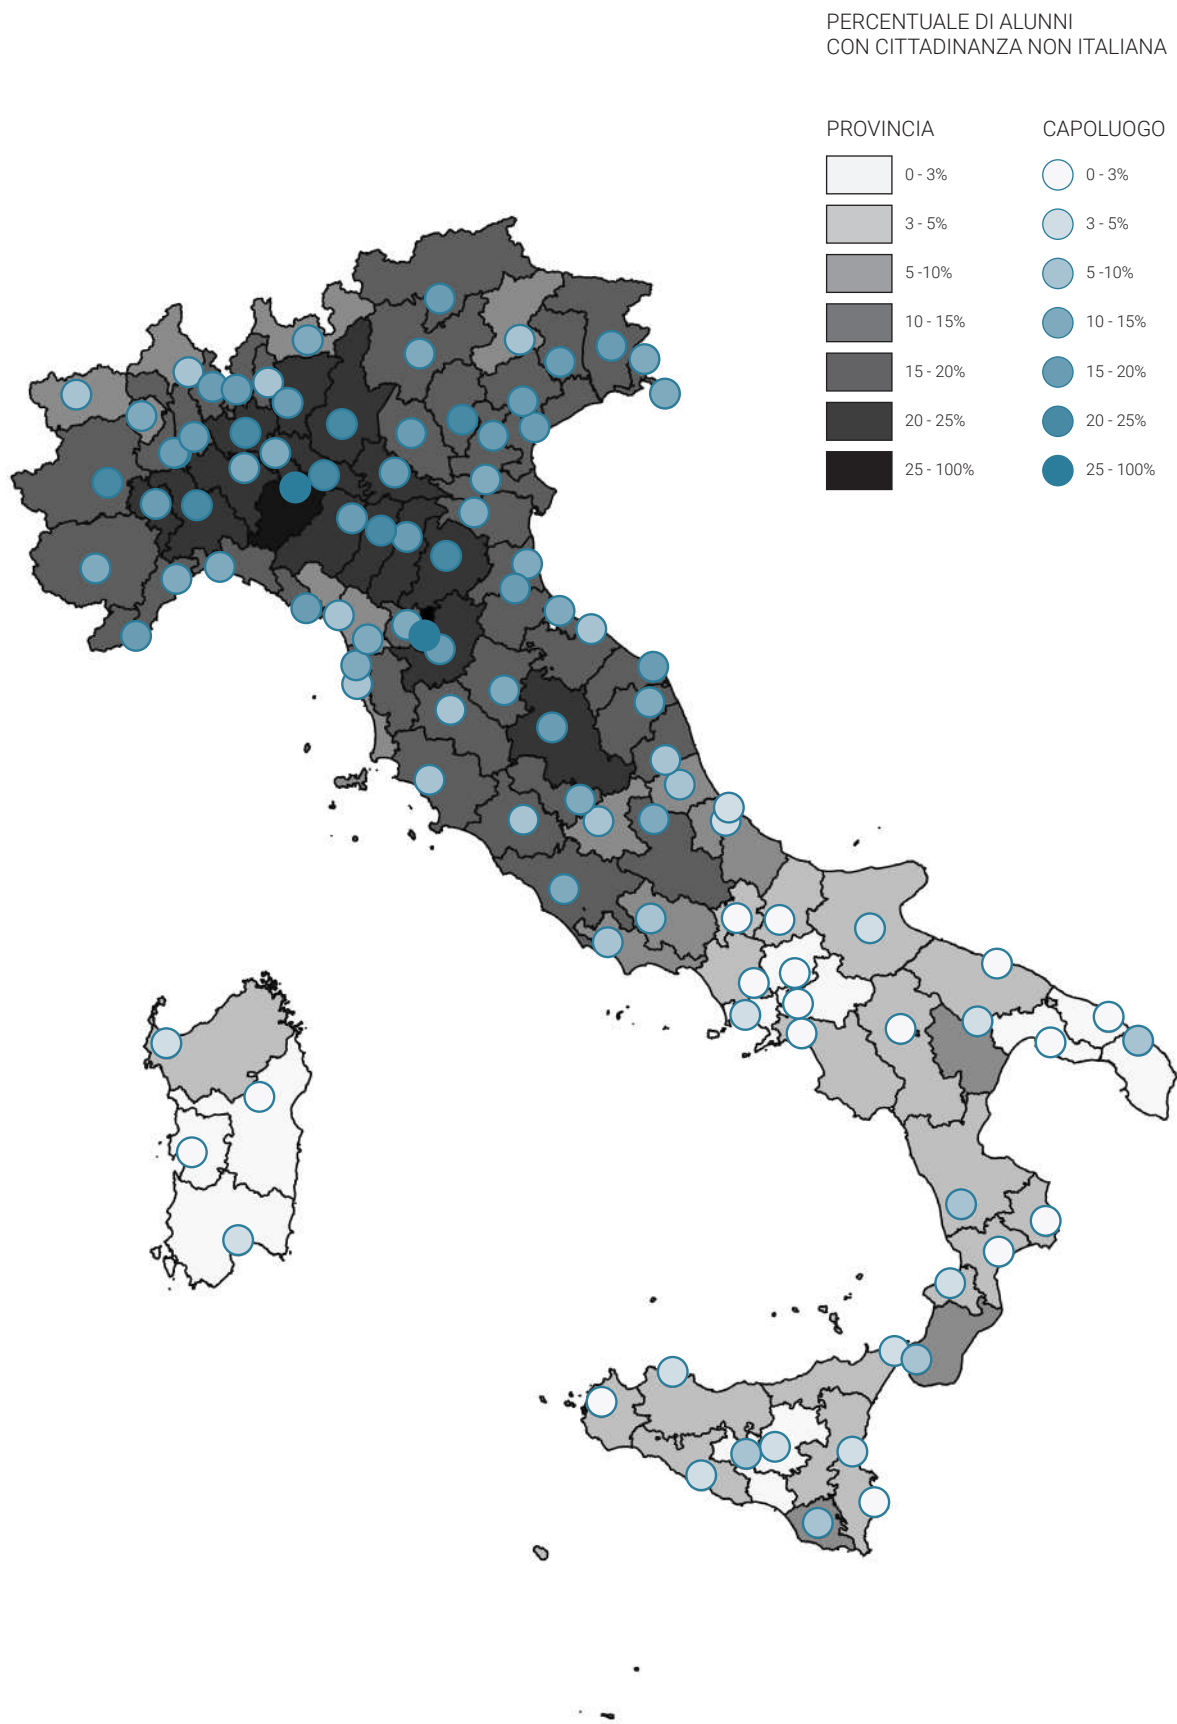 PERCENTUALE DI ALUNNI
CON CITTADINANZA NON ITALIANA
PROVINCIA
CAPOLUOGO
0 - 3%
0 - 3%
3 - 5%
3 - 5%
5 -10%
5 -10%
10 - 15%
10 - 15%
15 - 20%
15 - 20%
20 - 25%
20 - 25%
25 - 100%
25 - 100%